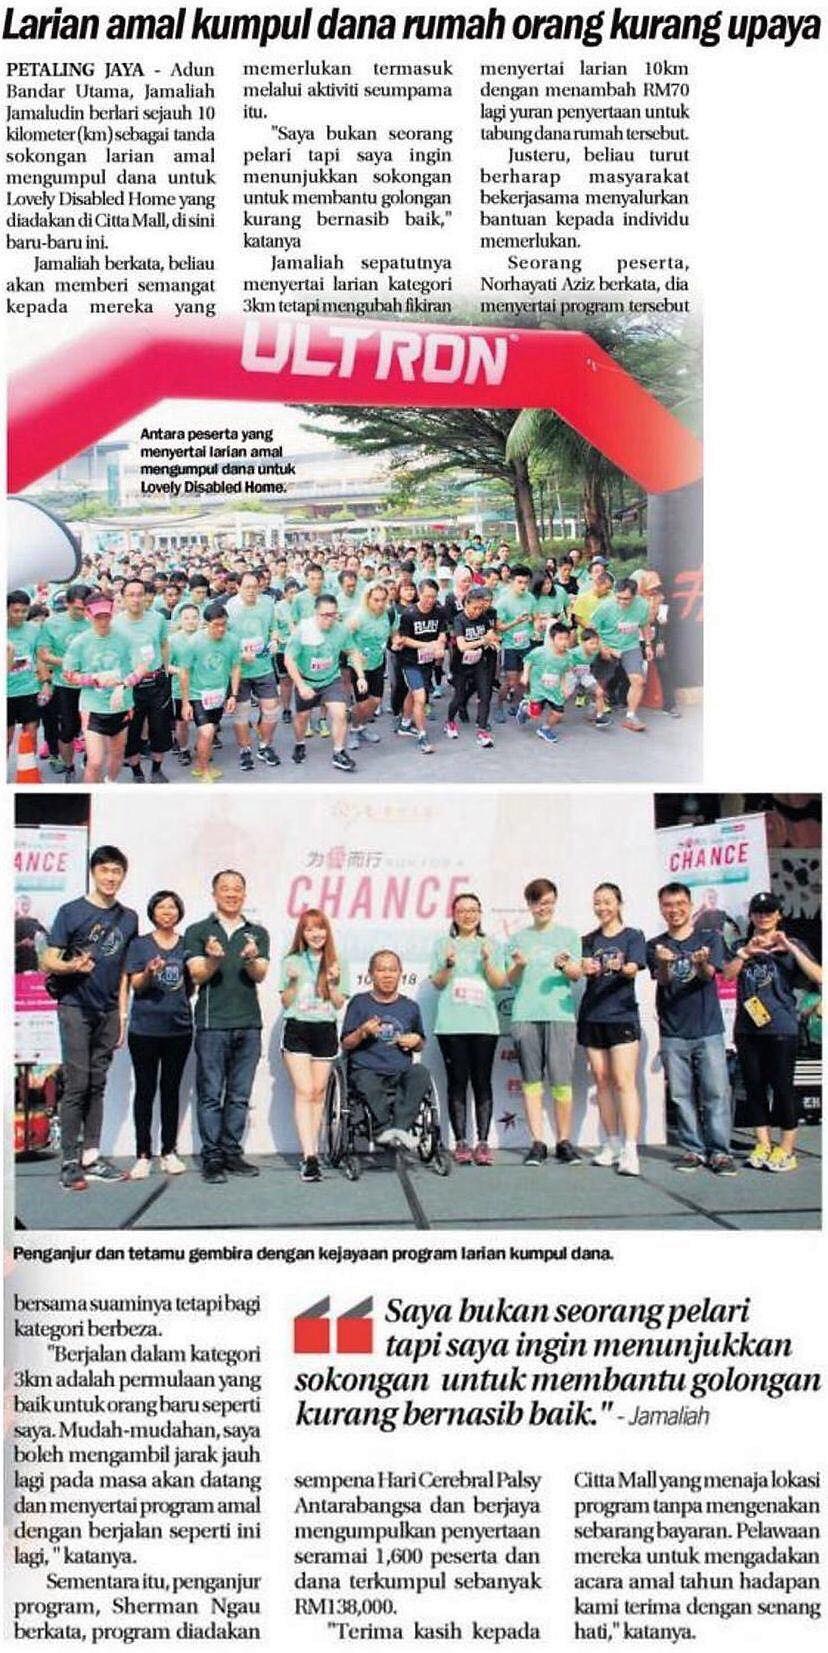 Larian amal kumpul dana rumah orang kurang upaya
PETALING JAYA - Adun
Bandar Utama, Jamaliah
Jamaludin berlari sejauh 10
kilometer (km) sebagai tanda
sokongan larian amal
mengumpul dana untuk
Lovely Disabled Home yang
diadakan di Citta Mall, di sini
baru-baru ini.
Jamaliah berkata, beliau
akan memberi semangat
kepada mereka yang
memerlukan termasuk
melalui aktiviti seumpama
itu.
"Saya bukan seorang
pelari tapi saya ingin
menunjukkan sokongan
untuk membantu golongan
kurang bernasib baik,"
katanya
Jamaliah sepatutnya
menyertai larian kategori
3km tetapi mengubah fikiran
menyertai larian 10km
dengan menambah RM70
lagi yuran penyertaan untuk
tabung dana rumah tersebut.
Justeru, beliau turut
berharap masyarakat
bekerjasama menyalurkan
bantuan kepada individu
memerlukan.
Seorang peserta,
Norhayati Aziz berkata, dia
menyertai program tersebut
ULTRON
Antara peserta yang
menyertai larian amal
mengumpul dana untuk
Lovely Disabled Home.
RUN
ANCE
为爱而行 RUN FOR A
CHANCE
CHANCE
Penganjur dan tetamu gembira dengan kejayaan program larian kumpul dana.
bersama suaminya tetapi bagi
kategori berbeza.
"Berjalan dalam kategori
3km adalah permulaan yang
baik untuk orang baru seperti
saya. Mudah-mudahan, saya
boleh mengambil jarak jauh
lagi pada masa akan datang
dan menyertai program amal
dengan berjalan seperti ini
lagi, " katanya.
Sementara itu, penganjur
program, Sherman Ngau
berkata, program diadakan
Saya bukan seorang pelari
tapi saya ingin menunjukkan
sokongan untuk membantu golongan
kurang bernasib baik." - Jamaliah
sempena Hari Cerebral Palsy
Antarabangsa dan berjaya
mengumpulkan penyertaan
seramai 1,600 peserta dan
dana terkumpul sebanyak
RM138,000.
"Terima kasih kepada
Citta Mall yang menaja lokasi
program tanpa mengenakan
sebarang bayaran. Pelawaan
mereka untuk mengadakan
acara amal tahun hadapan
kami terima dengan senang
hati," katanya.